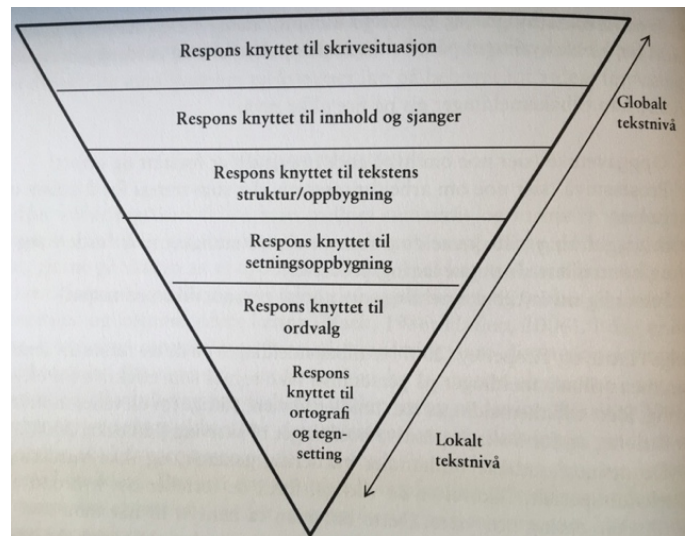 Respons knyttet til skrivesituasjon
Respons knyttet til innhold og sjanger
Globalt
tekstnivå
Respons knyttet til tekstens
struktur/oppbygning
Respons knyttet til
setningsoppbygning
Respons knyttet til
ordvalg
Respons
knyttet til
ortografi
og tegn-
setting
Lokalt
tekstnivå